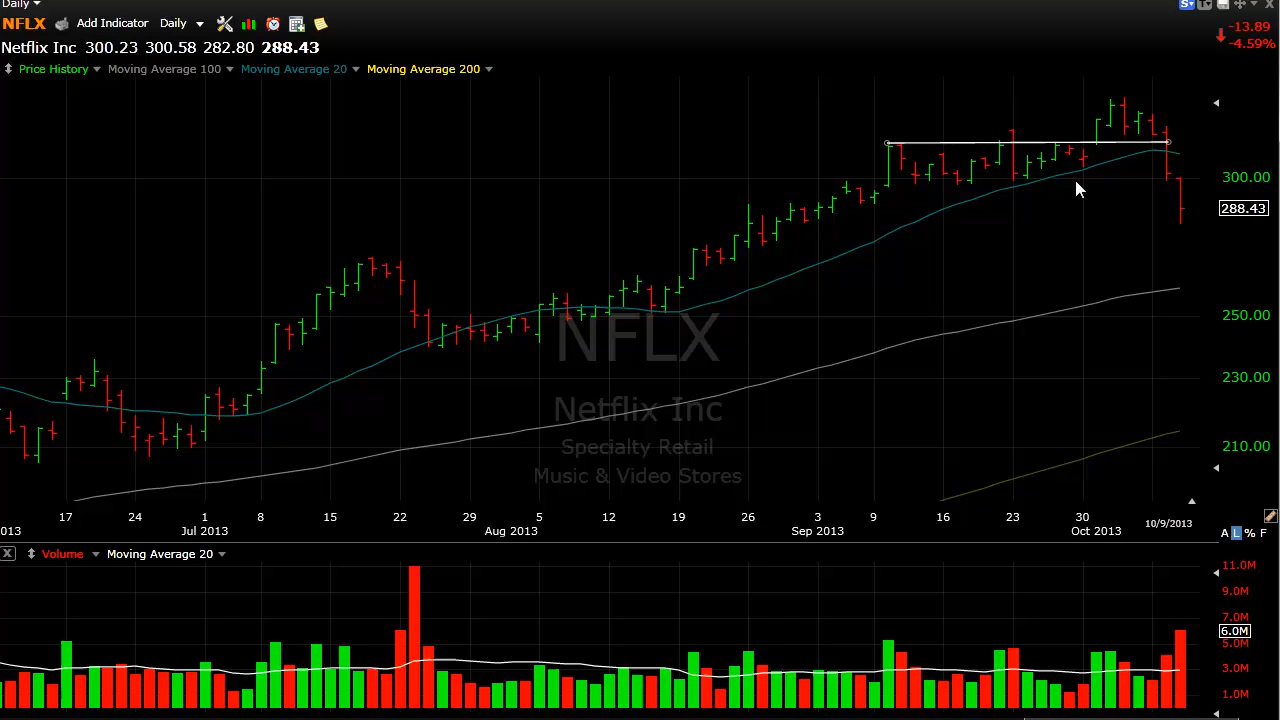 Daily
NFLX Add Indicator Daily
Netflix Inc 300.23 300.58 282.80 288.43
-13.89
-4.59%
Price History Moving Average 100 Moving Average 20 Moving Average 200
300.00
288.43
250.00
230.00
210.00
NFLX
Netflix Inc
Specialty Retail
Music & Video Stores
17 24 1 8 15 22 29 5 12 19 26 3 9 16 23 30 10/9/2013
013 Jul 2013 Aug 2013 Sep 2013 Oct 2013
A L % F
X Volume Moving Average 20
11.0M
9.0M
7.0M
6.0M
5.0M
3.0M
1.0M